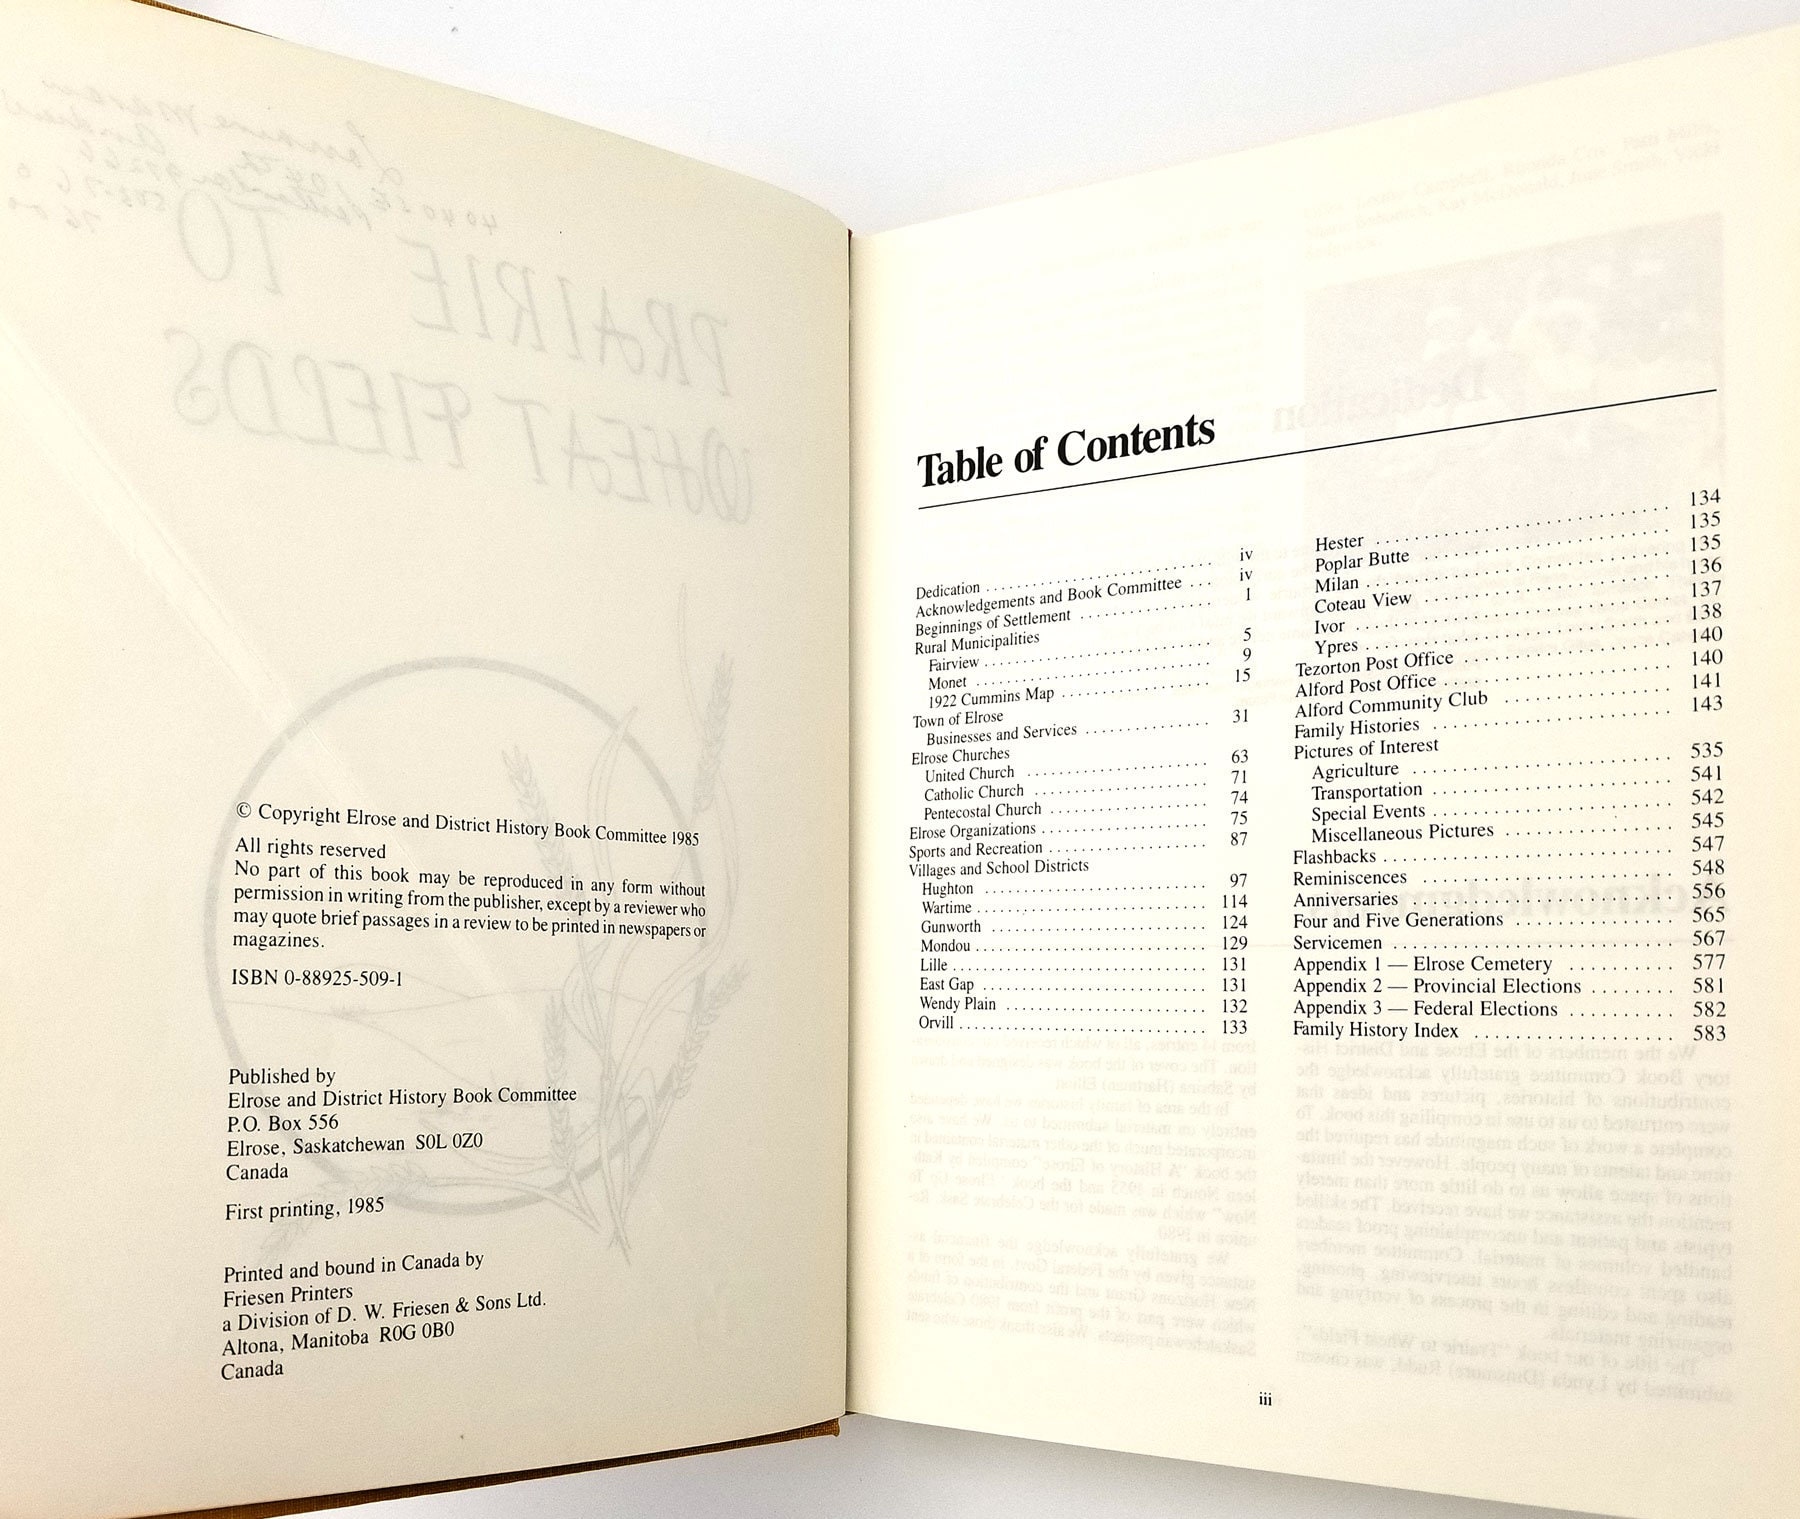 PRAIRIE TO
WHEAT FIELDS
© Copyright Elrose and District History Book Committee 1985
All rights reserved
No part of this book may be reproduced in any form without
permission in writing from the publisher, except by a reviewer who
may quote brief passages in a review to be printed in newspapers or
magazines.
ISBN 0-88925-509-1
Published by
Elrose and District History Book Committee
P.O. Box 556
Elrose, Saskatchewan S0L 0Z0
Canada
First printing, 1985
Printed and bound in Canada by
Friesen Printers
a Division of D. W. Friesen & Sons Ltd.
Altona, Manitoba R0G 0B0
Canada
Table of Contents
Dedication . . . . . . . . . . iv
Acknowledgements and Book Committee . . . iv
Beginnings of Settlement . . . . . . . . . . 1
Rural Municipalities
Fairview . . . . . . . . . . 5
Monet . . . . . . . . . . 9
1922 Cummins Map . . . . . . . . . . 15
Town of Elrose
Businesses and Services . . . . . . . . . . 31
Elrose Churches
United Church . . . . . . . . . . 63
Catholic Church . . . . . . . . . . 71
Pentecostal Church . . . . . . . . . . 74
Elrose Organizations . . . . . . . . . . 75
Sports and Recreation . . . . . . . . . . 87
Villages and School Districts
Hughton . . . . . . . . . . 97
Wartime . . . . . . . . . . 114
Gunworth . . . . . . . . . . 124
Mondou . . . . . . . . . . 129
Lille . . . . . . . . . . 131
East Gap . . . . . . . . . . 131
Wendy Plain . . . . . . . . . . 132
Orvill . . . . . . . . . . 133
Hester . . . . . . . . . . 134
Poplar Butte . . . . . . . . . . 135
Milan . . . . . . . . . . 135
Coteau View . . . . . . . . . . 136
Ivor . . . . . . . . . . 137
Ypres . . . . . . . . . . 138
Tezorton Post Office . . . . . . . . . . 140
Alford Post Office . . . . . . . . . . 140
Alford Community Club . . . . . . . . . . 141
Family Histories . . . . . . . . . . 143
Pictures of Interest
Agriculture . . . . . . . . . . 535
Transportation . . . . . . . . . . 541
Special Events . . . . . . . . . . 542
Miscellaneous Pictures . . . . . . . . . . 545
Flashbacks . . . . . . . . . . 547
Reminiscences . . . . . . . . . . 548
Anniversaries . . . . . . . . . . 556
Four and Five Generations . . . . . . . . . . 565
Servicemen . . . . . . . . . . 567
Appendix 1 — Elrose Cemetery . . . . . . . . . . 577
Appendix 2 — Provincial Elections . . . . . . . . 581
Appendix 3 — Federal Elections . . . . . . . . . . 582
Family History Index . . . . . . . . . . 583
iii